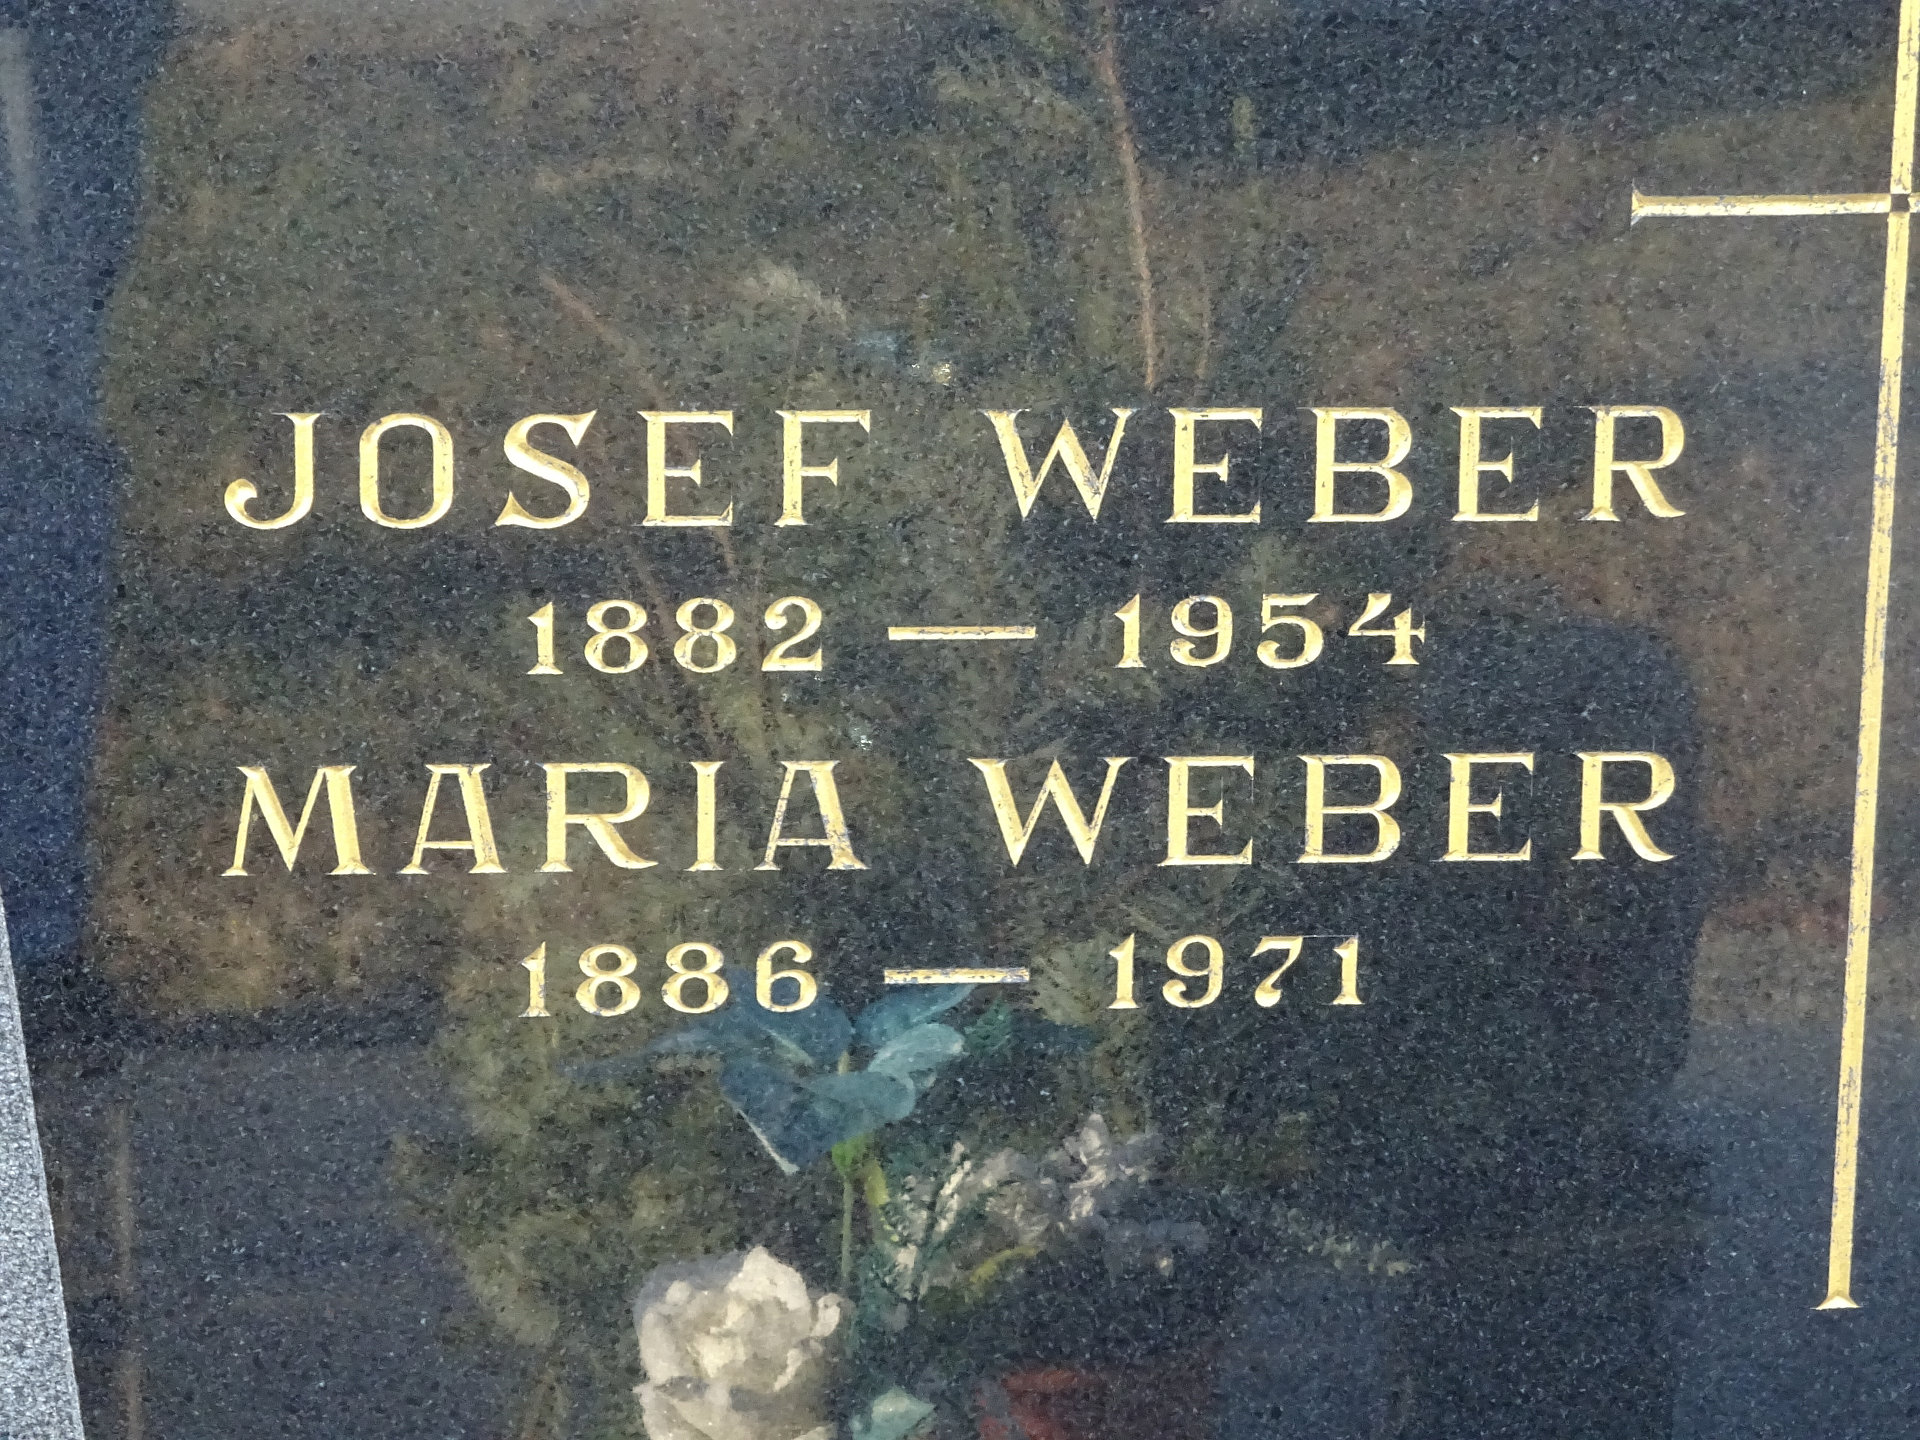 JOSEF WEBER
1882 — 1954
MARIA WEBER
1886 — 1971